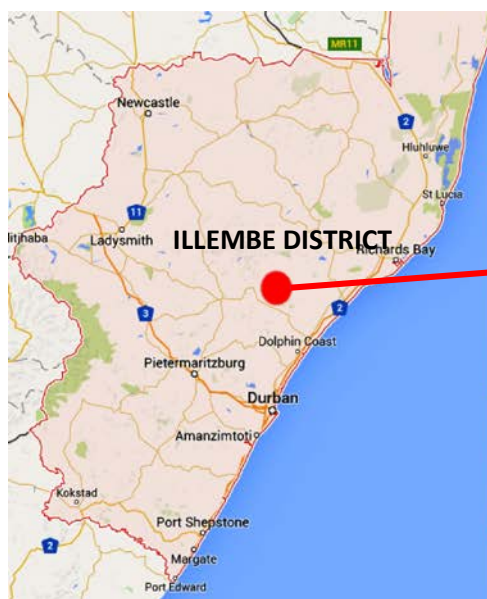 MR11
Newcastle
2
Hluhluwe
St Lucia
11
Ladysmith
ILLEMBE DISTRICT
Richards Bay
3
2
Dolphin Coast
Pietermaritzburg
Durban
Amanzimtoti
Kokstad
Port Shepstone
2
Margate
Port Edward